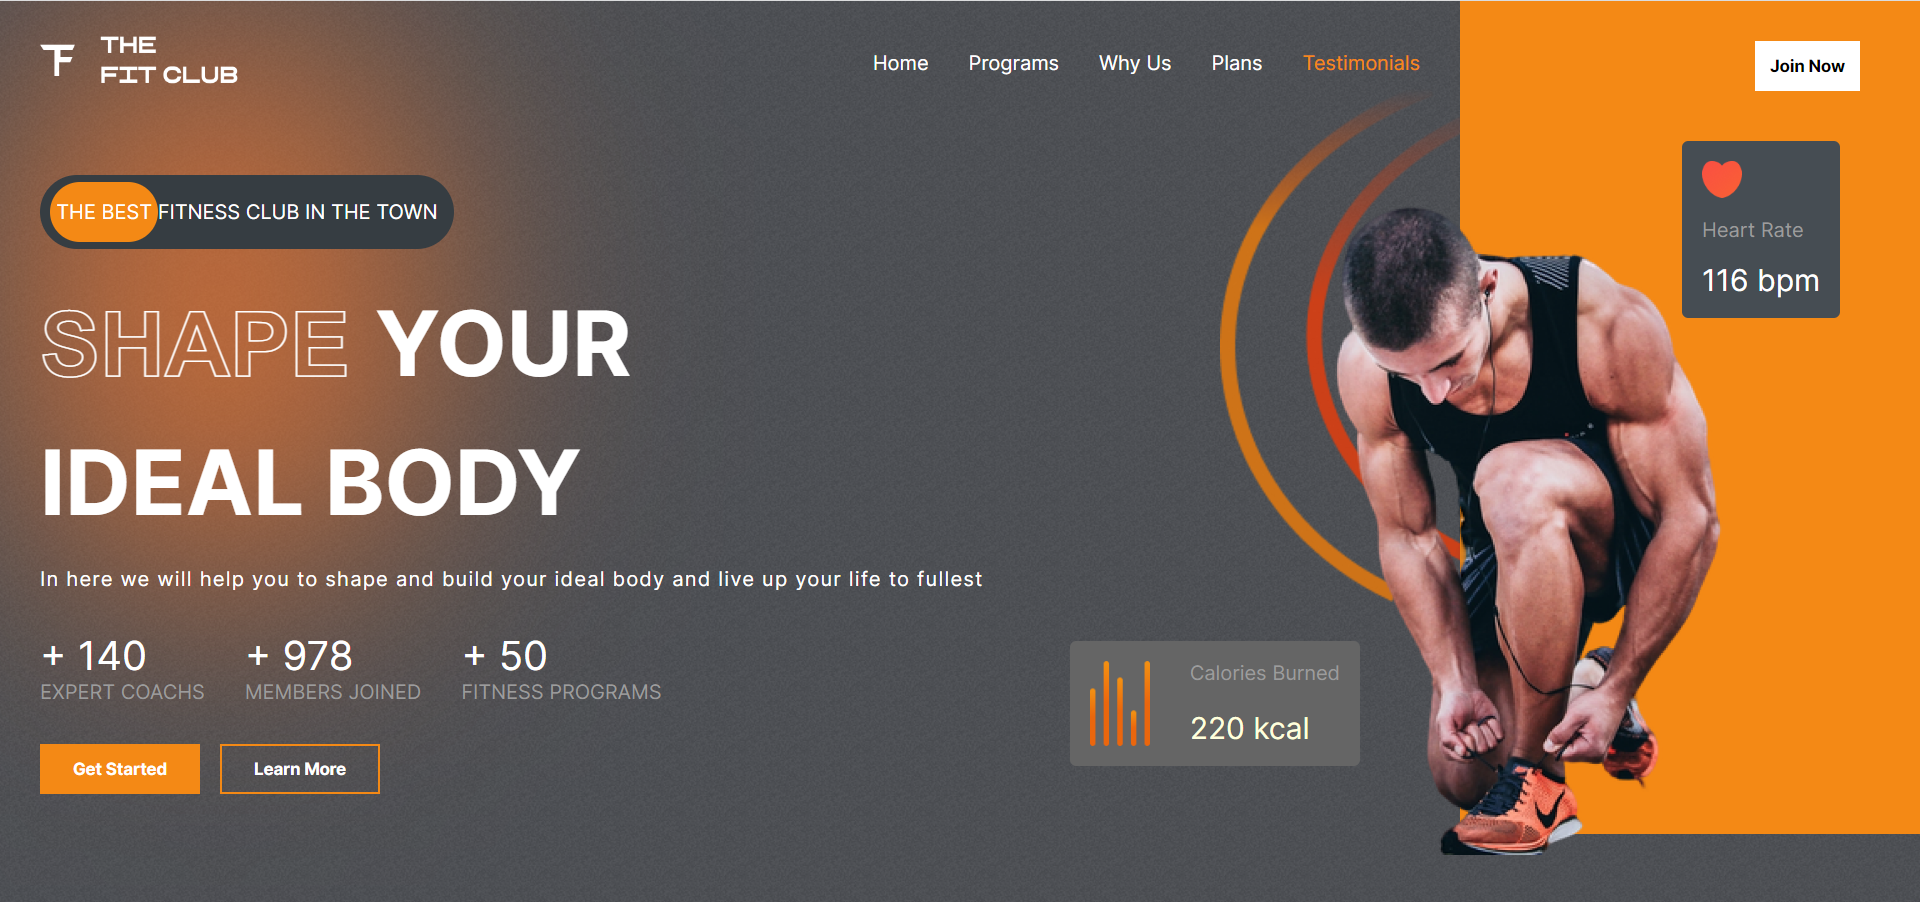 THE
FIT CLUB
Home Programs Why Us Plans Testimonials
Join Now
THE BEST FITNESS CLUB IN THE TOWN
SHAPE YOUR
IDEAL BODY
In here we will help you to shape and build your ideal body and live up your life to fullest
+ 140 + 978 + 50
EXPERT COACHS MEMBERS JOINED FITNESS PROGRAMS
Get Started Learn More
Heart Rate
116 bpm
Calories Burned
220 kcal